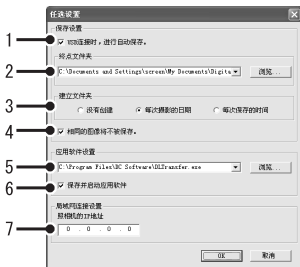 任选设置
保存设置
1
USB连接时，进行自动保存。
终点文件夹
2
C:\Documents and Settings\screen\My Documents\Digita
浏览...
建立文件夹
3
没有创建
每次摄影的日期
每次保存的时间
4
相同的图像将不被保存。
应用软件设置
5
C:\Program Files\DC Software\DLTransfer.exe
浏览...
6
保存并启动应用软件
局域网连接设置
照相机的IP地址
7
0 . 0 . 0 . 0
OK
取消